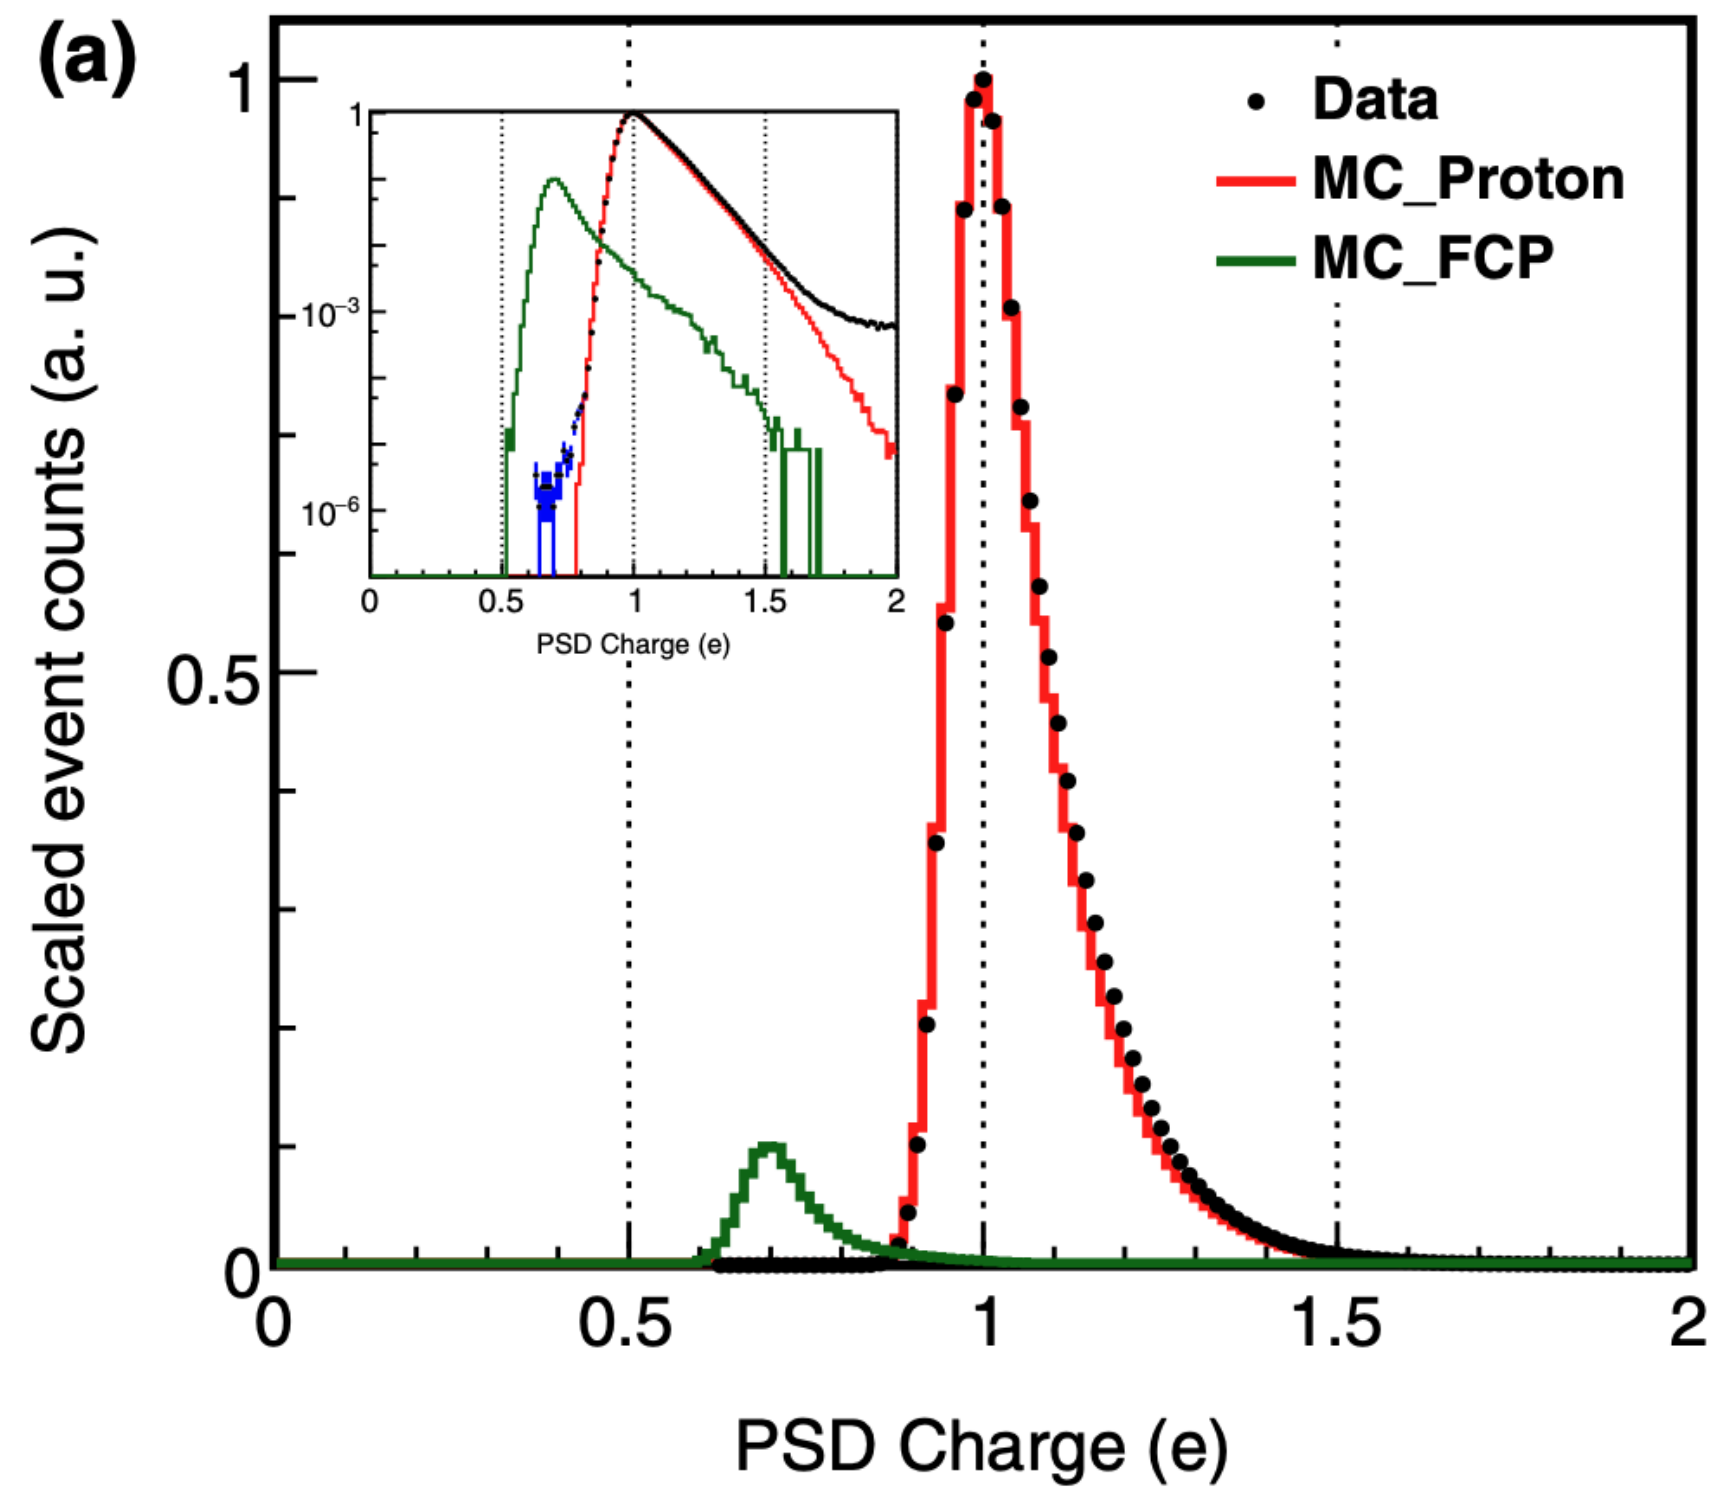 (a)
Scaled event counts (a. u.)
1
0.5
0
0 0.5 1 1.5 2
PSD Charge (e)
Data
MC_Proton
MC_FCP
1
10⁻³
10⁻⁶
0 0.5 1 1.5 2
PSD Charge (e)